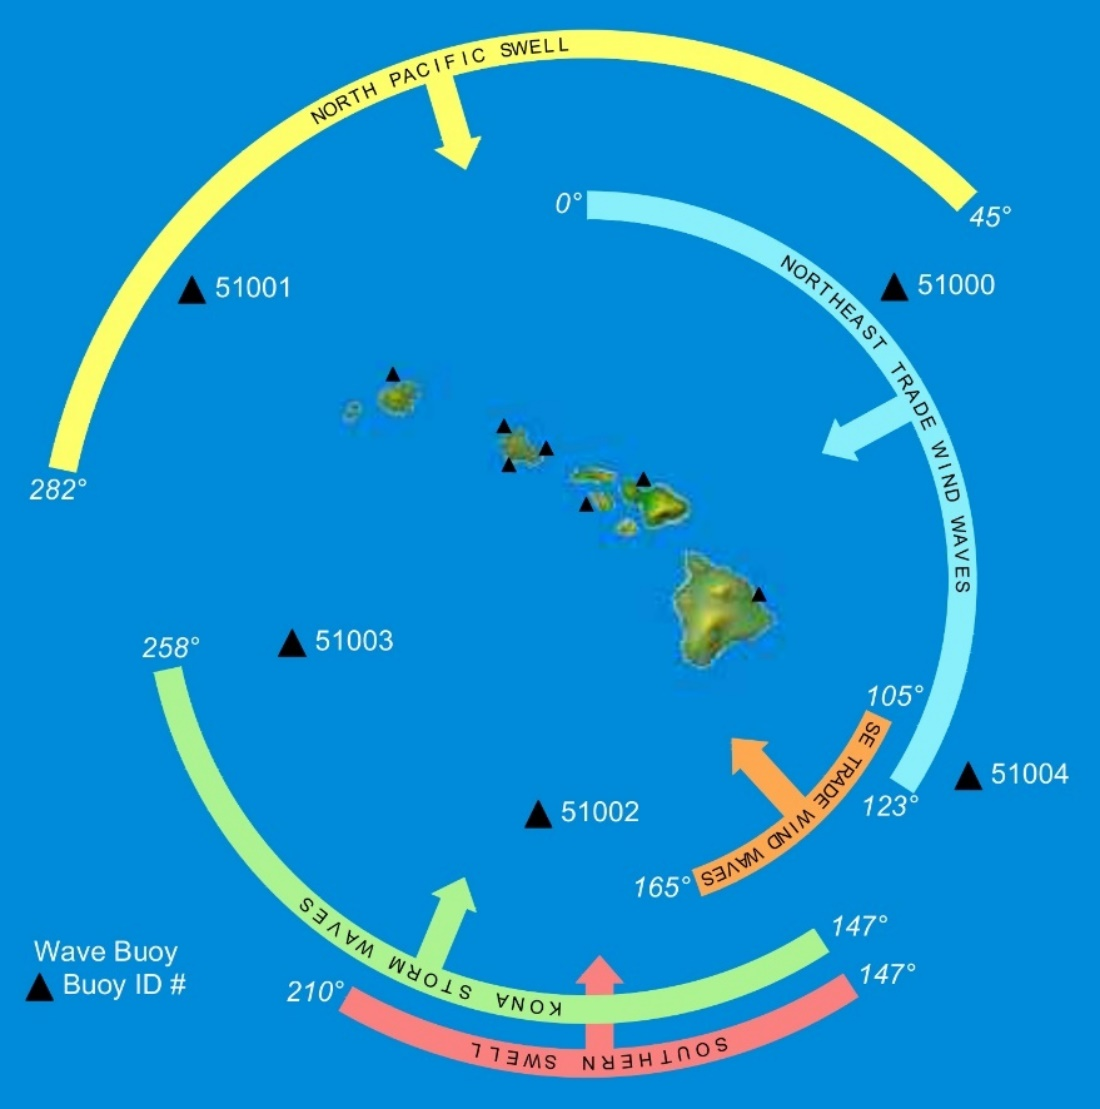 NORTH PACIFIC SWELL
0°
45°
NORTHEAST TRADE WIND WAVES
51001
51000
282°
258°
51003
105°
SE TRADE WIND WAVES
51004
123°
51002
165°
147°
KONA STORM WAVES
147°
210°
SOUTHERN SWELL
Wave Buoy
Buoy ID #